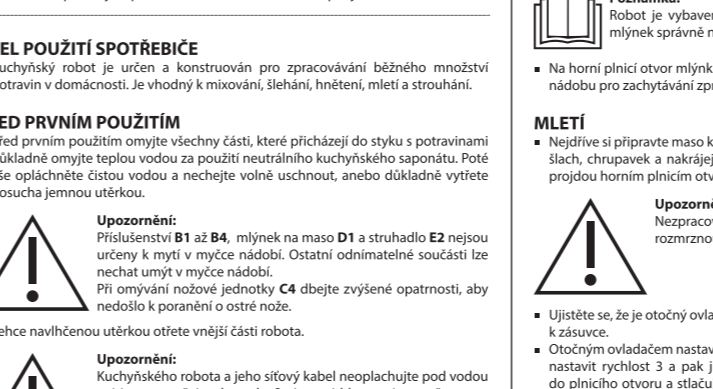 EL POUŽITÍ SPOTŘEBIČE
uchyňský robot je určen a konstruován pro zpracovávání běžného množství
otravin v domácnosti. Je vhodný k mixování, šlehání, hnětení, mletí a strouhání.
ED PRVNÍM POUŽITÍM
řed prvním použitím omyjte všechny části, které přicházejí do styku s potravinami
ůkladně omyjte teplou vodou za použití neutrálního kuchyňského saponátu. Poté
še opláchněte čistou vodou a nechejte volně uschnout, anebo důkladně vytřete
osucha jemnou utěrkou.
Upozornění:
Příslušenství B1 až B4, mlýnek na maso D1 a struhadlo E2 nejsou
určeny k mytí v myčce nádobí. Ostatní odnímatelné součásti lze
nechat umýt v myčce nádobí.
Při omývání nožové jednotky C4 dbejte zvýšené opatrnosti, aby
nedošlo k poranění o ostré nože.
ehce navlhčenou utěrkou otřete vnější části robota.
Upozornění:
Kuchyňského robota a jeho síťový kabel neoplachujte pod vodou
Robot je vybaven
mlýnek správně n
Na horní plnicí otvor mlýnk
nádobu pro zachytávání zpr
MLETÍ
Nejdříve si připravte maso k
šlach, chrupavek a nakrájej
projdou horním plnicím otv
Upozorně
Nezpracov
rozmrznou
Ujistěte se, že je otočný ovla
k zásuvce.
Otočným ovladačem nastav
nastavit rychlost 3 a pak j
do plnicího otvoru a stlaču